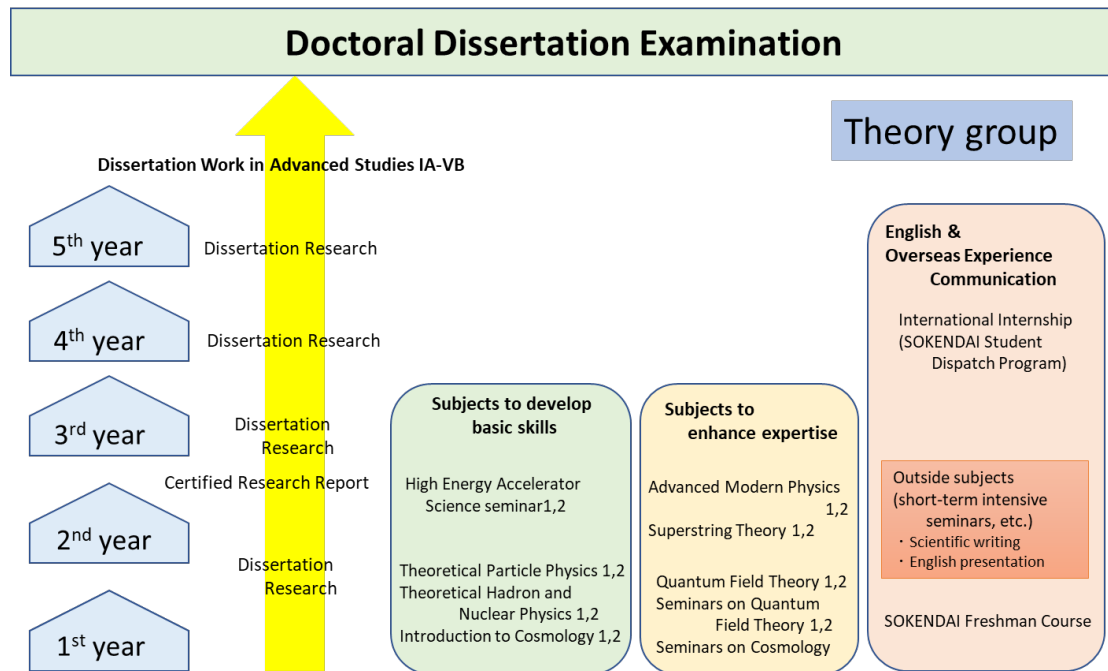 Doctoral Dissertation Examination
Theory group
Dissertation Work in Advanced Studies IA-VB
5th year
Dissertation Research
4th year
Dissertation Research
3rd year
Dissertation
Research
Certified Research Report
2nd year
Dissertation
Research
1st year
Subjects to develop
basic skills
High Energy Accelerator
Science seminar1,2
Theoretical Particle Physics 1,2
Theoretical Hadron and
Nuclear Physics 1,2
Introduction to Cosmology 1,2
Subjects to
enhance expertise
Advanced Modern Physics
1,2
Superstring Theory 1,2
Quantum Field Theory 1,2
Seminars on Quantum
Field Theory 1,2
Seminars on Cosmology
English &
Overseas Experience
Communication
International Internship
(SOKENDAI Student
Dispatch Program)
Outside subjects
(short-term intensive
seminars, etc.)
・Scientific writing
・English presentation
SOKENDAI Freshman Course